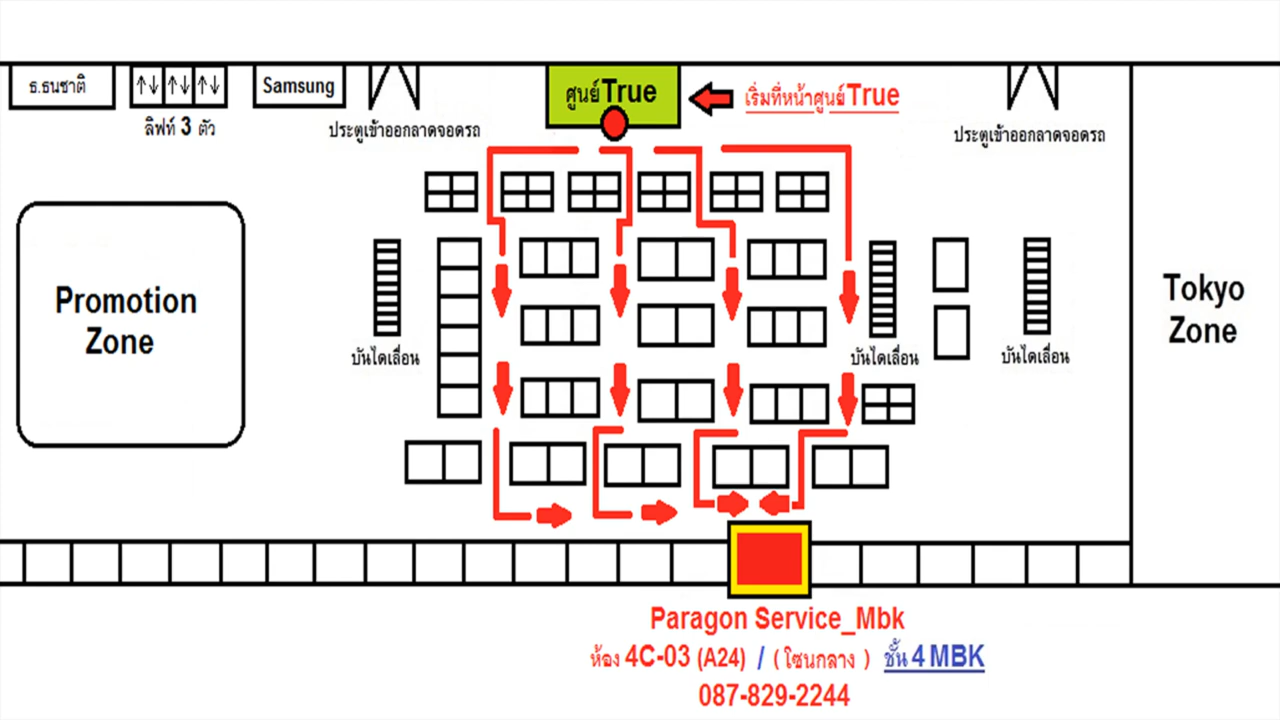 ธ.ธนชาติ
↑↓ ↑↓ ↑↓
Samsung
ลิฟท์ 3 ตัว
ประตูเข้าออกลาดจอดรถ
ศูนย์ True
เริ่มที่หน้าศูนย์ True
ประตูเข้าออกลาดจอดรถ
Promotion
Zone
บันไดเลื่อน
บันไดเลื่อน
บันไดเลื่อน
Tokyo
Zone
Paragon Service_Mbk
ห้อง 4C-03 (A24) / ( โซนกลาง ) ชั้น 4 MBK
087-829-2244